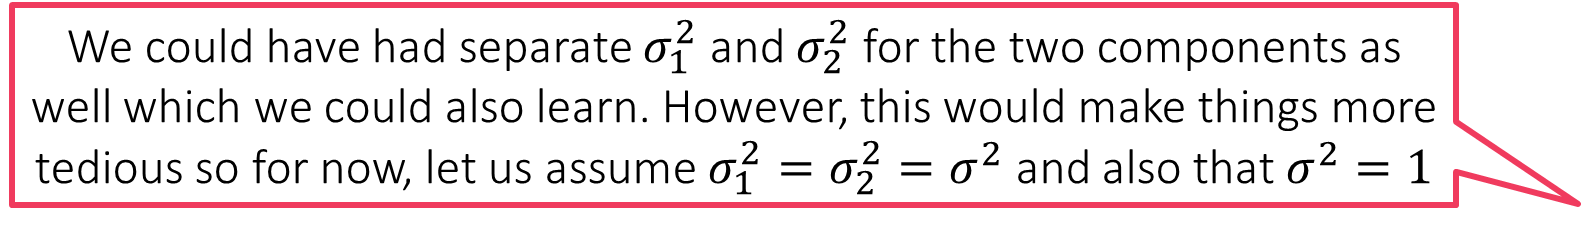 We could have had separate σ₁² and σ₂² for the two components as
well which we could also learn. However, this would make things more
tedious so for now, let us assume σ₁² = σ₂² = σ² and also that σ² = 1